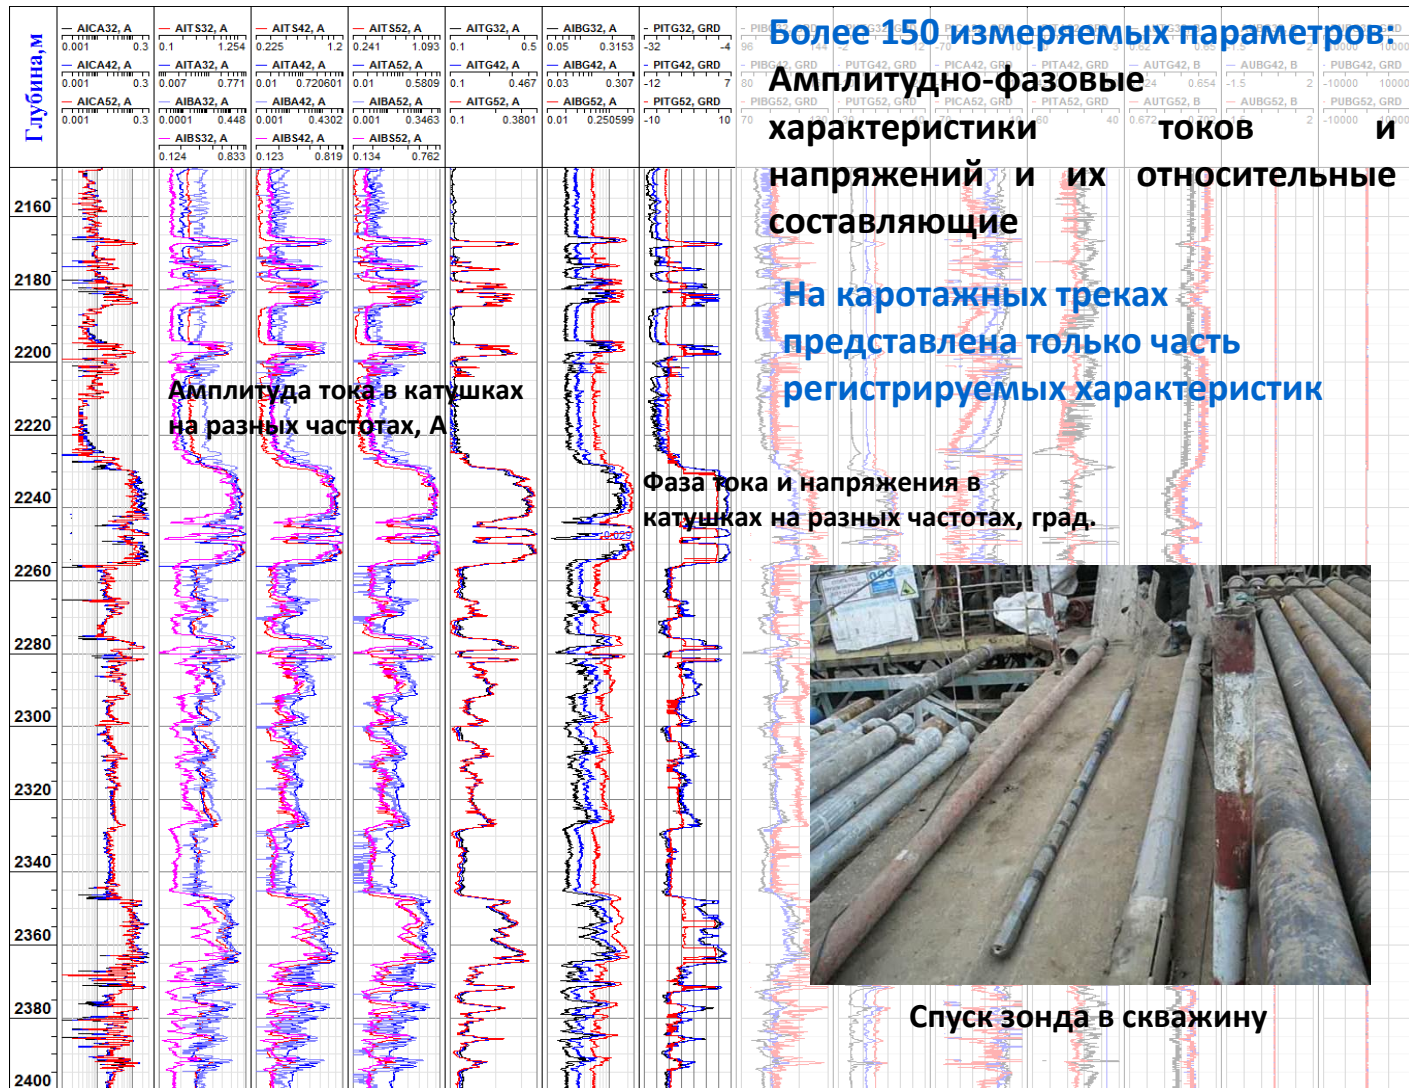 Глубина,м
AICA32, A
0.001 0.3
AICA42, A
0.001 0.3
AICA52, A
0.001 0.3
AITS32, A
0.1 1.254
AITA32, A
0.007 0.771
AIBA32, A
0.0001 0.448
AIBS32, A
0.124 0.833
AITS42, A
0.225 1.2
AITA42, A
0.01 0.720601
AIBA42, A
0.001 0.4302
AIBS42, A
0.123 0.819
AITS52, A
0.241 1.093
AITA52, A
0.01 0.5809
AIBA52, A
0.001 0.3463
AIBS52, A
0.134 0.762
AITG32, A
0.1 0.5
AITG42, A
0.1 0.467
AITG52, A
0.1 0.3801
AIBG32, A
0.05 0.3153
AIBG42, A
0.03 0.307
AIBG52, A
0.01 0.250599
PITG32, GRD
-32 -4
PITG42, GRD
-12 7
PITG52, GRD
-10 10
Более 150 измеряемых параметров:
Амплитудно-фазовые
характеристики токов и
напряжений и их относительные
составляющие
На каротажных треках
представлена только часть
регистрируемых характеристик
Амплитуда тока в катушках
на разных частотах, А
Фаза тока и напряжения в
катушках на разных частотах, град.
Спуск зонда в скважину
2160
2180
2200
2220
2240
2260
2280
2300
2320
2340
2360
2380
2400